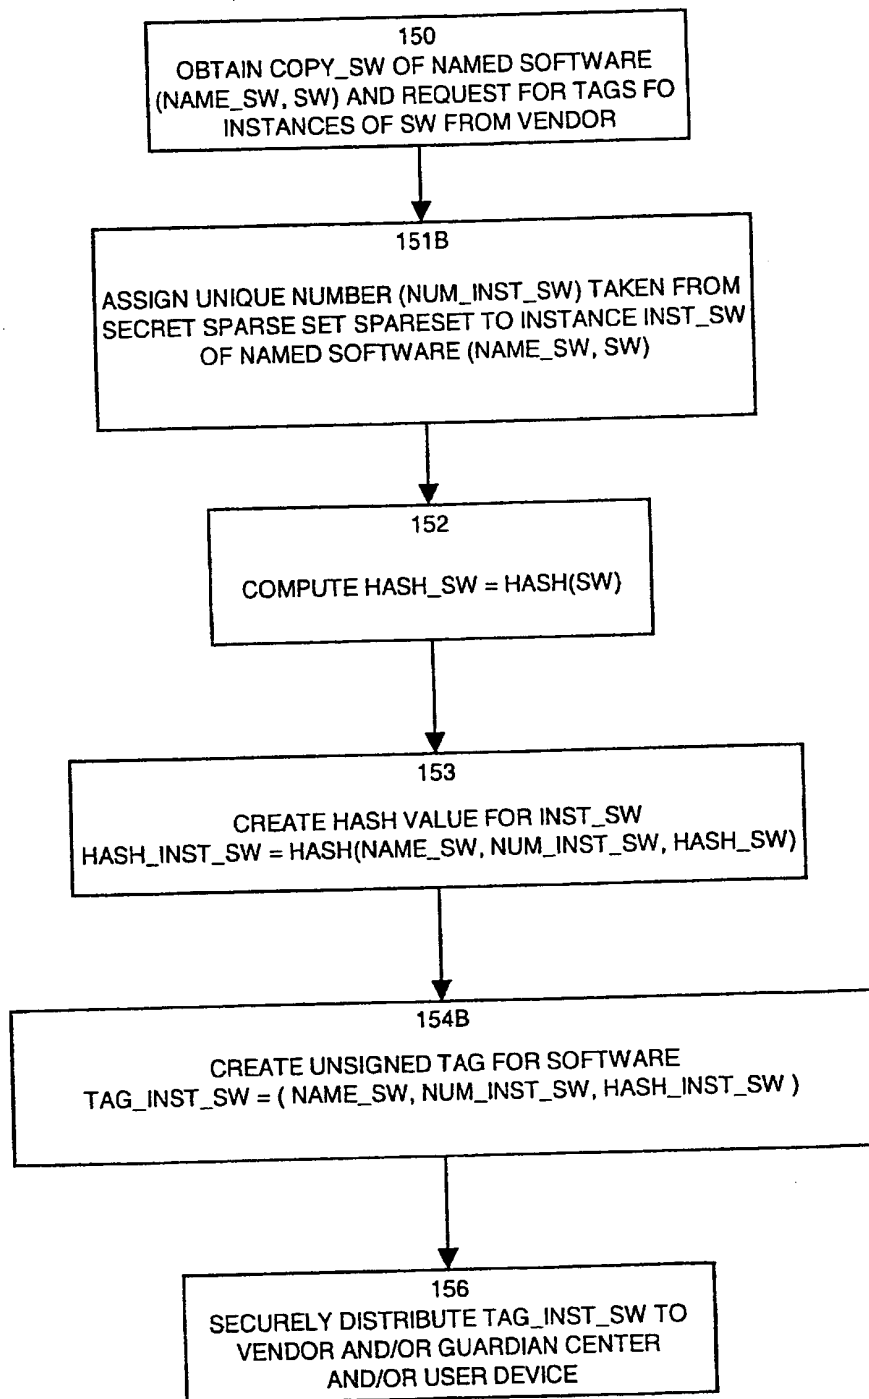 150
OBTAIN COPY_SW OF NAMED SOFTWARE
(NAME_SW, SW) AND REQUEST FOR TAGS FO
INSTANCES OF SW FROM VENDOR
151B
ASSIGN UNIQUE NUMBER (NUM_INST_SW) TAKEN FROM
SECRET SPARSE SET SPARESET TO INSTANCE INST_SW
OF NAMED SOFTWARE (NAME_SW, SW)
152
COMPUTE HASH_SW = HASH(SW)
153
CREATE HASH VALUE FOR INST_SW
HASH_INST_SW = HASH(NAME_SW, NUM_INST_SW, HASH_SW)
154B
CREATE UNSIGNED TAG FOR SOFTWARE
TAG_INST_SW = ( NAME_SW, NUM_INST_SW, HASH_INST_SW )
156
SECURELY DISTRIBUTE TAG_INST_SW TO
VENDOR AND/OR GUARDIAN CENTER
AND/OR USER DEVICE